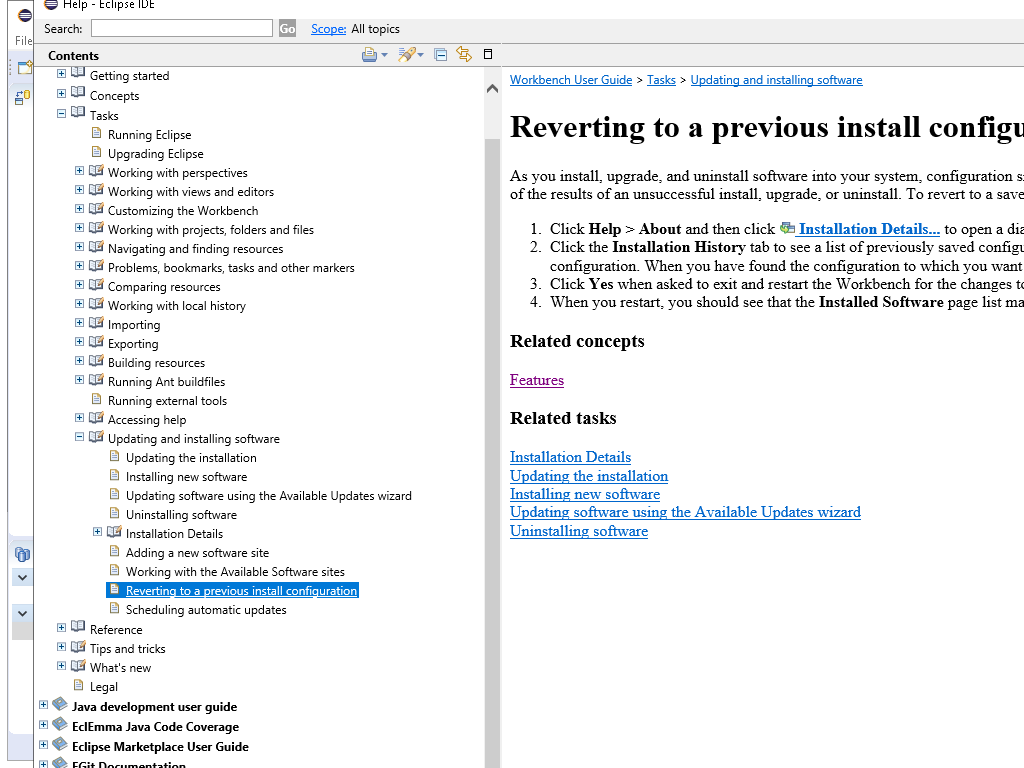 Help - Eclipse IDE
File
Search:
Go
Scope: All topics
Contents
Getting started
Concepts
Tasks
Running Eclipse
Upgrading Eclipse
Working with perspectives
Working with views and editors
Customizing the Workbench
Working with projects, folders and files
Navigating and finding resources
Problems, bookmarks, tasks and other markers
Comparing resources
Working with local history
Importing
Exporting
Building resources
Running Ant buildfiles
Running external tools
Accessing help
Updating and installing software
Updating the installation
Installing new software
Updating software using the Available Updates wizard
Uninstalling software
Installation Details
Adding a new software site
Working with the Available Software sites
Reverting to a previous install configuration
Scheduling automatic updates
Reference
Tips and tricks
What's new
Legal
Java development user guide
EclEmma Java Code Coverage
Eclipse Marketplace User Guide
EGit Documentation
Workbench User Guide > Tasks > Updating and installing software
Reverting to a previous install configu
As you install, upgrade, and uninstall software into your system, configuration s
of the results of an unsuccessful install, upgrade, or uninstall. To revert to a save
1. Click Help > About and then click Installation Details... to open a dia
2. Click the Installation History tab to see a list of previously saved configu
configuration. When you have found the configuration to which you want
3. Click Yes when asked to exit and restart the Workbench for the changes to
4. When you restart, you should see that the Installed Software page list ma
Related concepts
Features
Related tasks
Installation Details
Updating the installation
Installing new software
Updating software using the Available Updates wizard
Uninstalling software